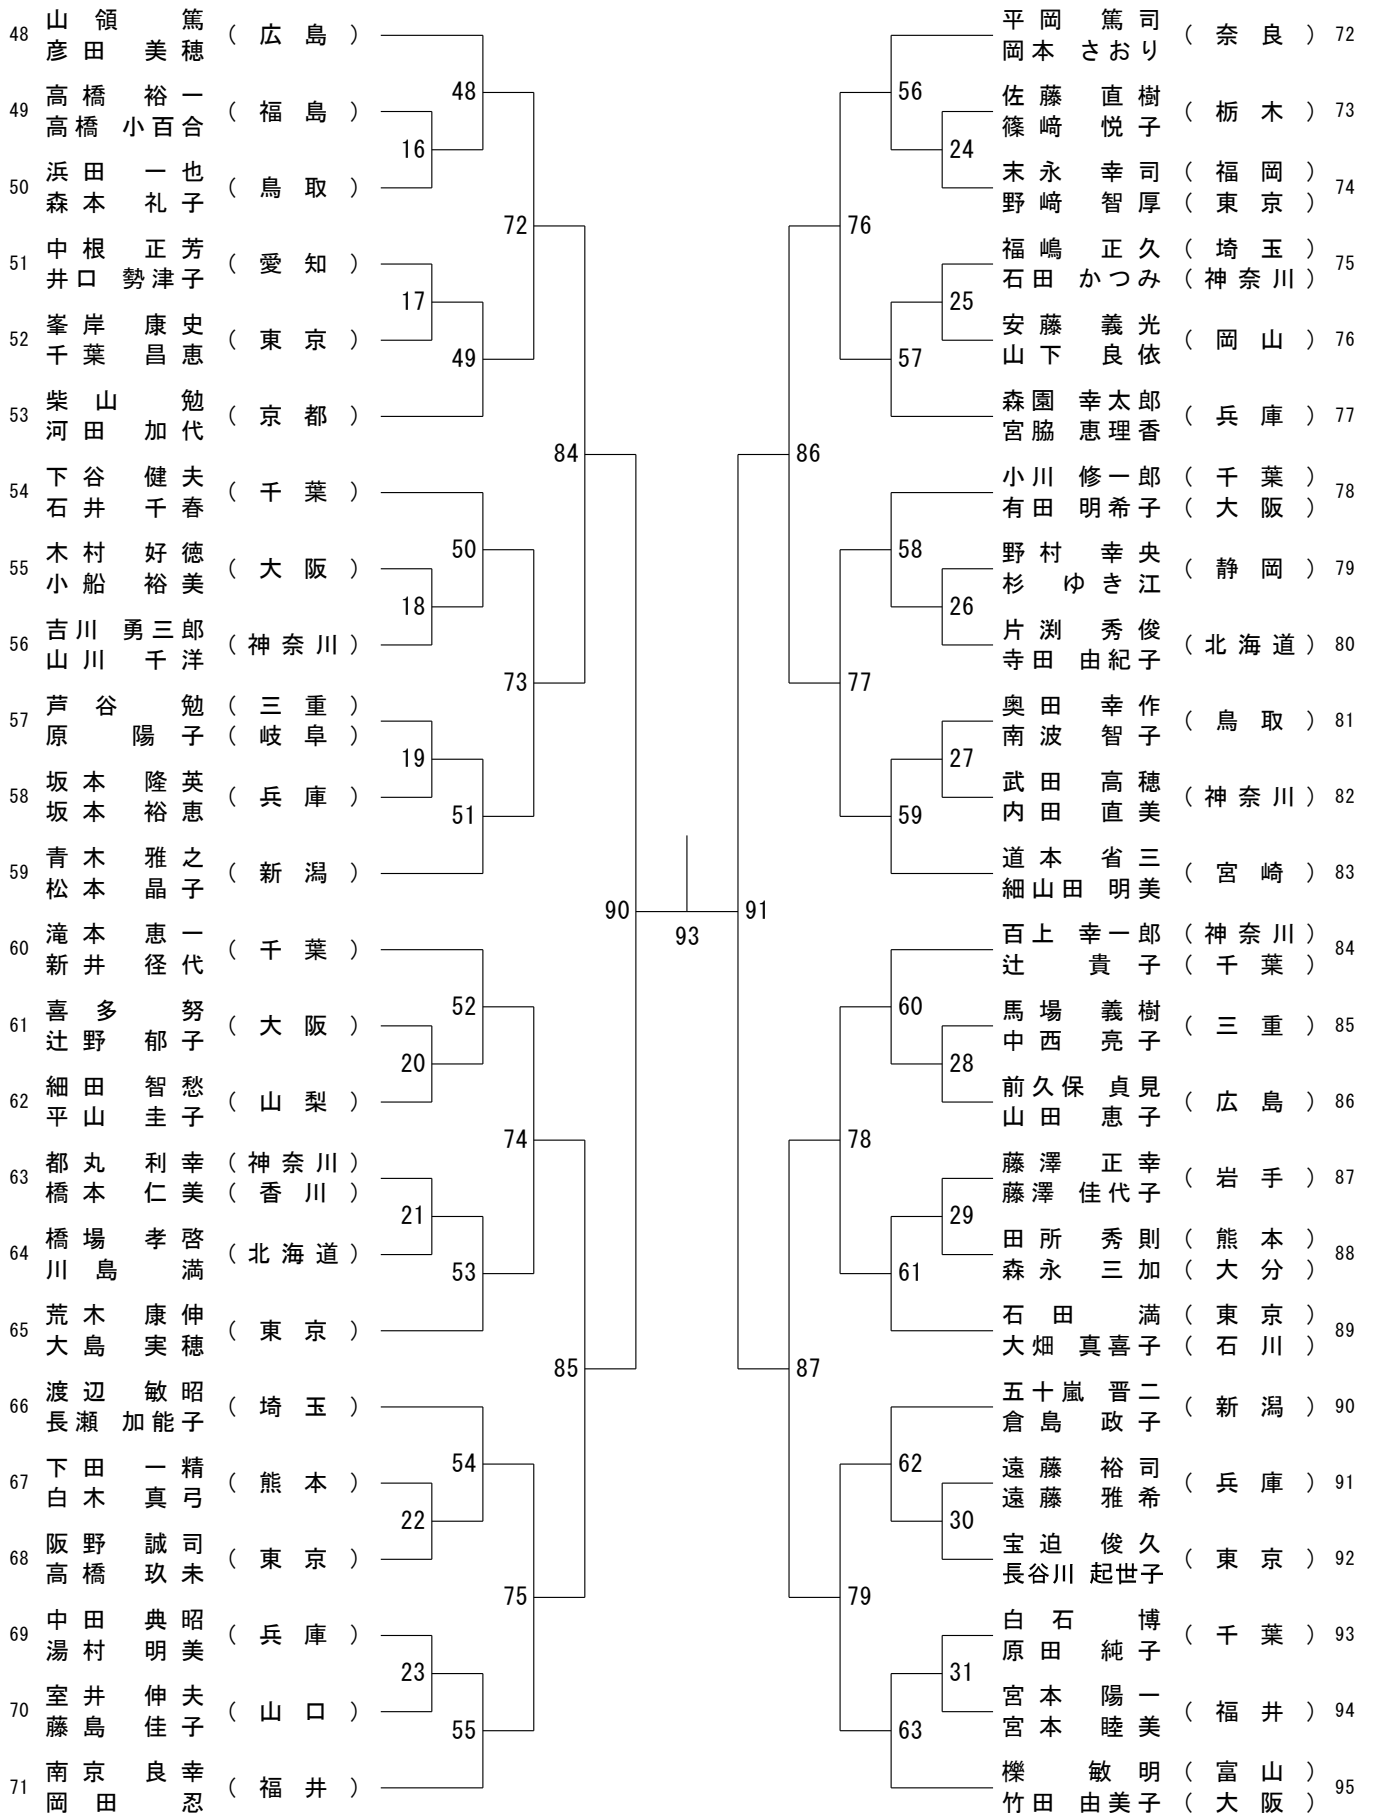 48 山領 篤 （広島）
彦田 美穂
49 高橋 裕一 （福島）
高橋 小百合
50 浜田 一也 （鳥取）
森本 礼子
51 中根 正芳 （愛知）
井口 勢津子
52 峯岸 康史 （東京）
千葉 昌恵
53 柴山 勉 （京都）
河田 加代
54 下谷 健夫 （千葉）
石井 千春
55 木村 好徳 （大阪）
小船 裕美
56 吉川 勇三郎 （神奈川）
山川 千洋
57 芦谷 勉 （三重）
原 陽子 （岐阜）
58 坂本 隆英 （兵庫）
坂本 裕恵
59 青木 雅之 （新潟）
松本 晶子
60 滝本 恵一 （千葉）
新井 径代
61 喜多 努 （大阪）
辻野 郁子
62 細田 智愁 （山梨）
平山 圭子
63 都丸 利幸 （神奈川）
橋本 仁美 （香川）
64 橋場 孝啓 （北海道）
川島 満
65 荒木 康伸 （東京）
大島 実穂
66 渡辺 敏昭 （埼玉）
長瀬 加能子
67 下田 一精 （熊本）
白木 真弓
68 阪野 誠司 （東京）
高橋 玖未
69 中田 典昭 （兵庫）
湯村 明美
70 室井 伸夫 （山口）
藤島 佳子
71 南京 良幸 （福井）
岡田 忍
48
16
72
17
49
84
50
18
73
19
51
90
52
20
74
21
53
85
54
22
75
23
55
93
91
56
24
76
25
57
86
58
26
77
27
59
60
28
78
29
61
87
62
30
79
31
63
平岡 篤司 （奈良） 72
岡本 さおり
佐藤 直樹 （栃木） 73
篠﨑 悦子
末永 幸司 （福岡） 74
野﨑 智厚 （東京）
福嶋 正久 （埼玉） 75
石田 かつみ （神奈川）
安藤 義光 （岡山） 76
山下 良依
森園 幸太郎 （兵庫） 77
宮脇 恵理香
小川 修一郎 （千葉） 78
有田 明希子 （大阪）
野村 幸央 （静岡） 79
杉 ゆき江
片渕 秀俊 （北海道） 80
寺田 由紀子
奥田 幸作 （鳥取） 81
南波 智子
武田 高穂 （神奈川） 82
内田 直美
道本 省三 （宮崎） 83
細山田 明美
百上 幸一郎 （神奈川） 84
辻 貴子 （千葉）
馬場 義樹 （三重） 85
中西 亮子
前久保 貞見 （広島） 86
山田 恵子
藤澤 正幸 （岩手） 87
藤澤 佳代子
田所 秀則 （熊本） 88
森永 三加 （大分）
石田 満 （東京） 89
大畑 真喜子 （石川）
五十嵐 晋二 （新潟） 90
倉島 政子
遠藤 裕司 （兵庫） 91
遠藤 雅希
宝迫 俊久 （東京） 92
長谷川 起世子
白石 博 （千葉） 93
原田 純子
宮本 陽一 （福井） 94
宮本 睦美
櫟 敏明 （富山） 95
竹田 由美子 （大阪）